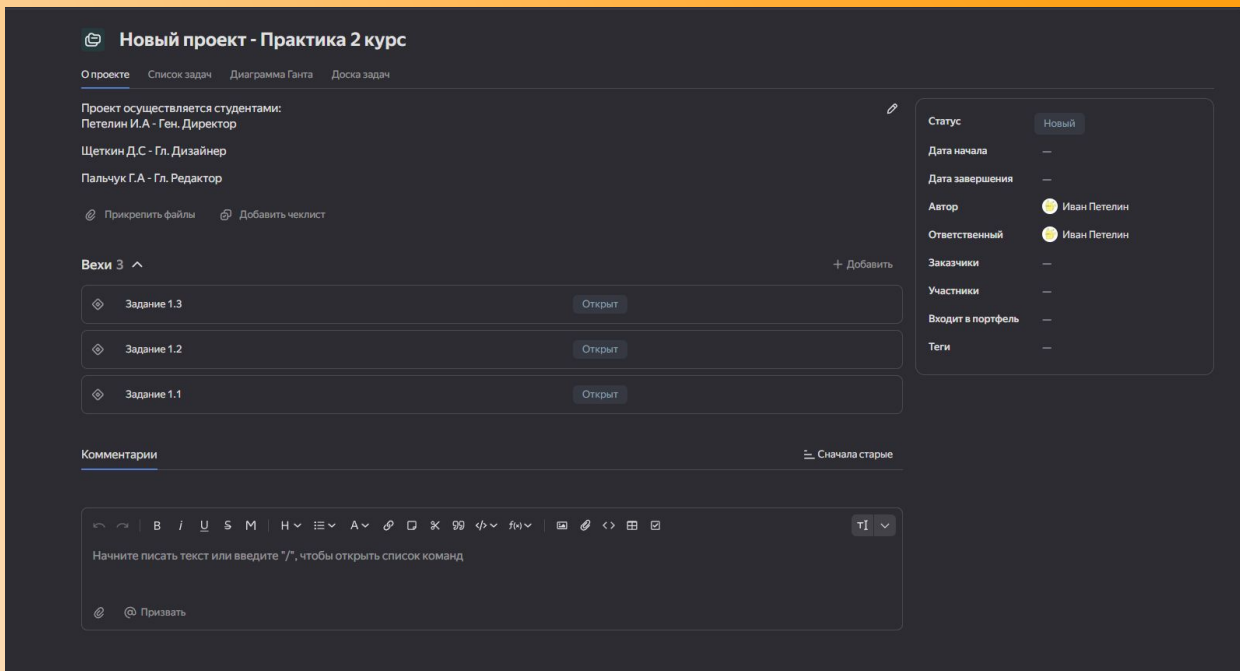 Новый проект - Практика 2 курс
О проекте Список задач Диаграмма Ганта Доска задач
Проект осуществляется студентами:
Петелин И.А - Ген. Директор
Щеткин Д.С - Гл. Дизайнер
Пальчук Г.А - Гл. Редактор
Прикрепить файлы Добавить чеклист
Вехи 3 + Добавить
Задание 1.3 Открыт
Задание 1.2 Открыт
Задание 1.1 Открыт
Комментарии Сначала старые
B i U S M H A 99 </> f(x) <> TI
Начните писать текст или введите "/", чтобы открыть список команд
@ Призвать
Статус Новый
Дата начала —
Дата завершения —
Автор Иван Петелин
Ответственный Иван Петелин
Заказчики —
Участники —
Входит в портфель —
Теги —